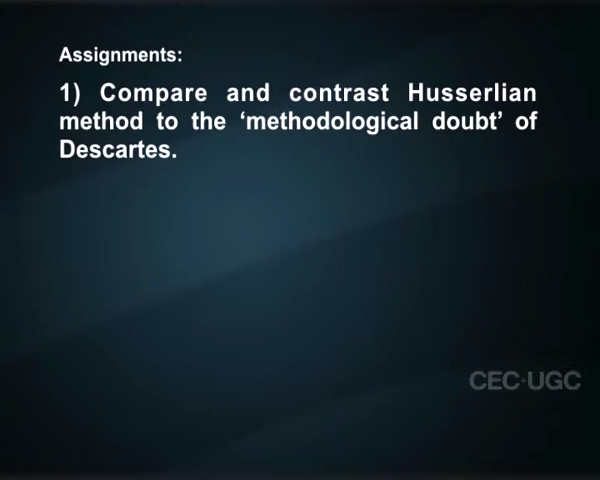 Assignments:
1) Compare and contrast Husserlian
method to the ‘methodological doubt’ of
Descartes.
CEC-UGC